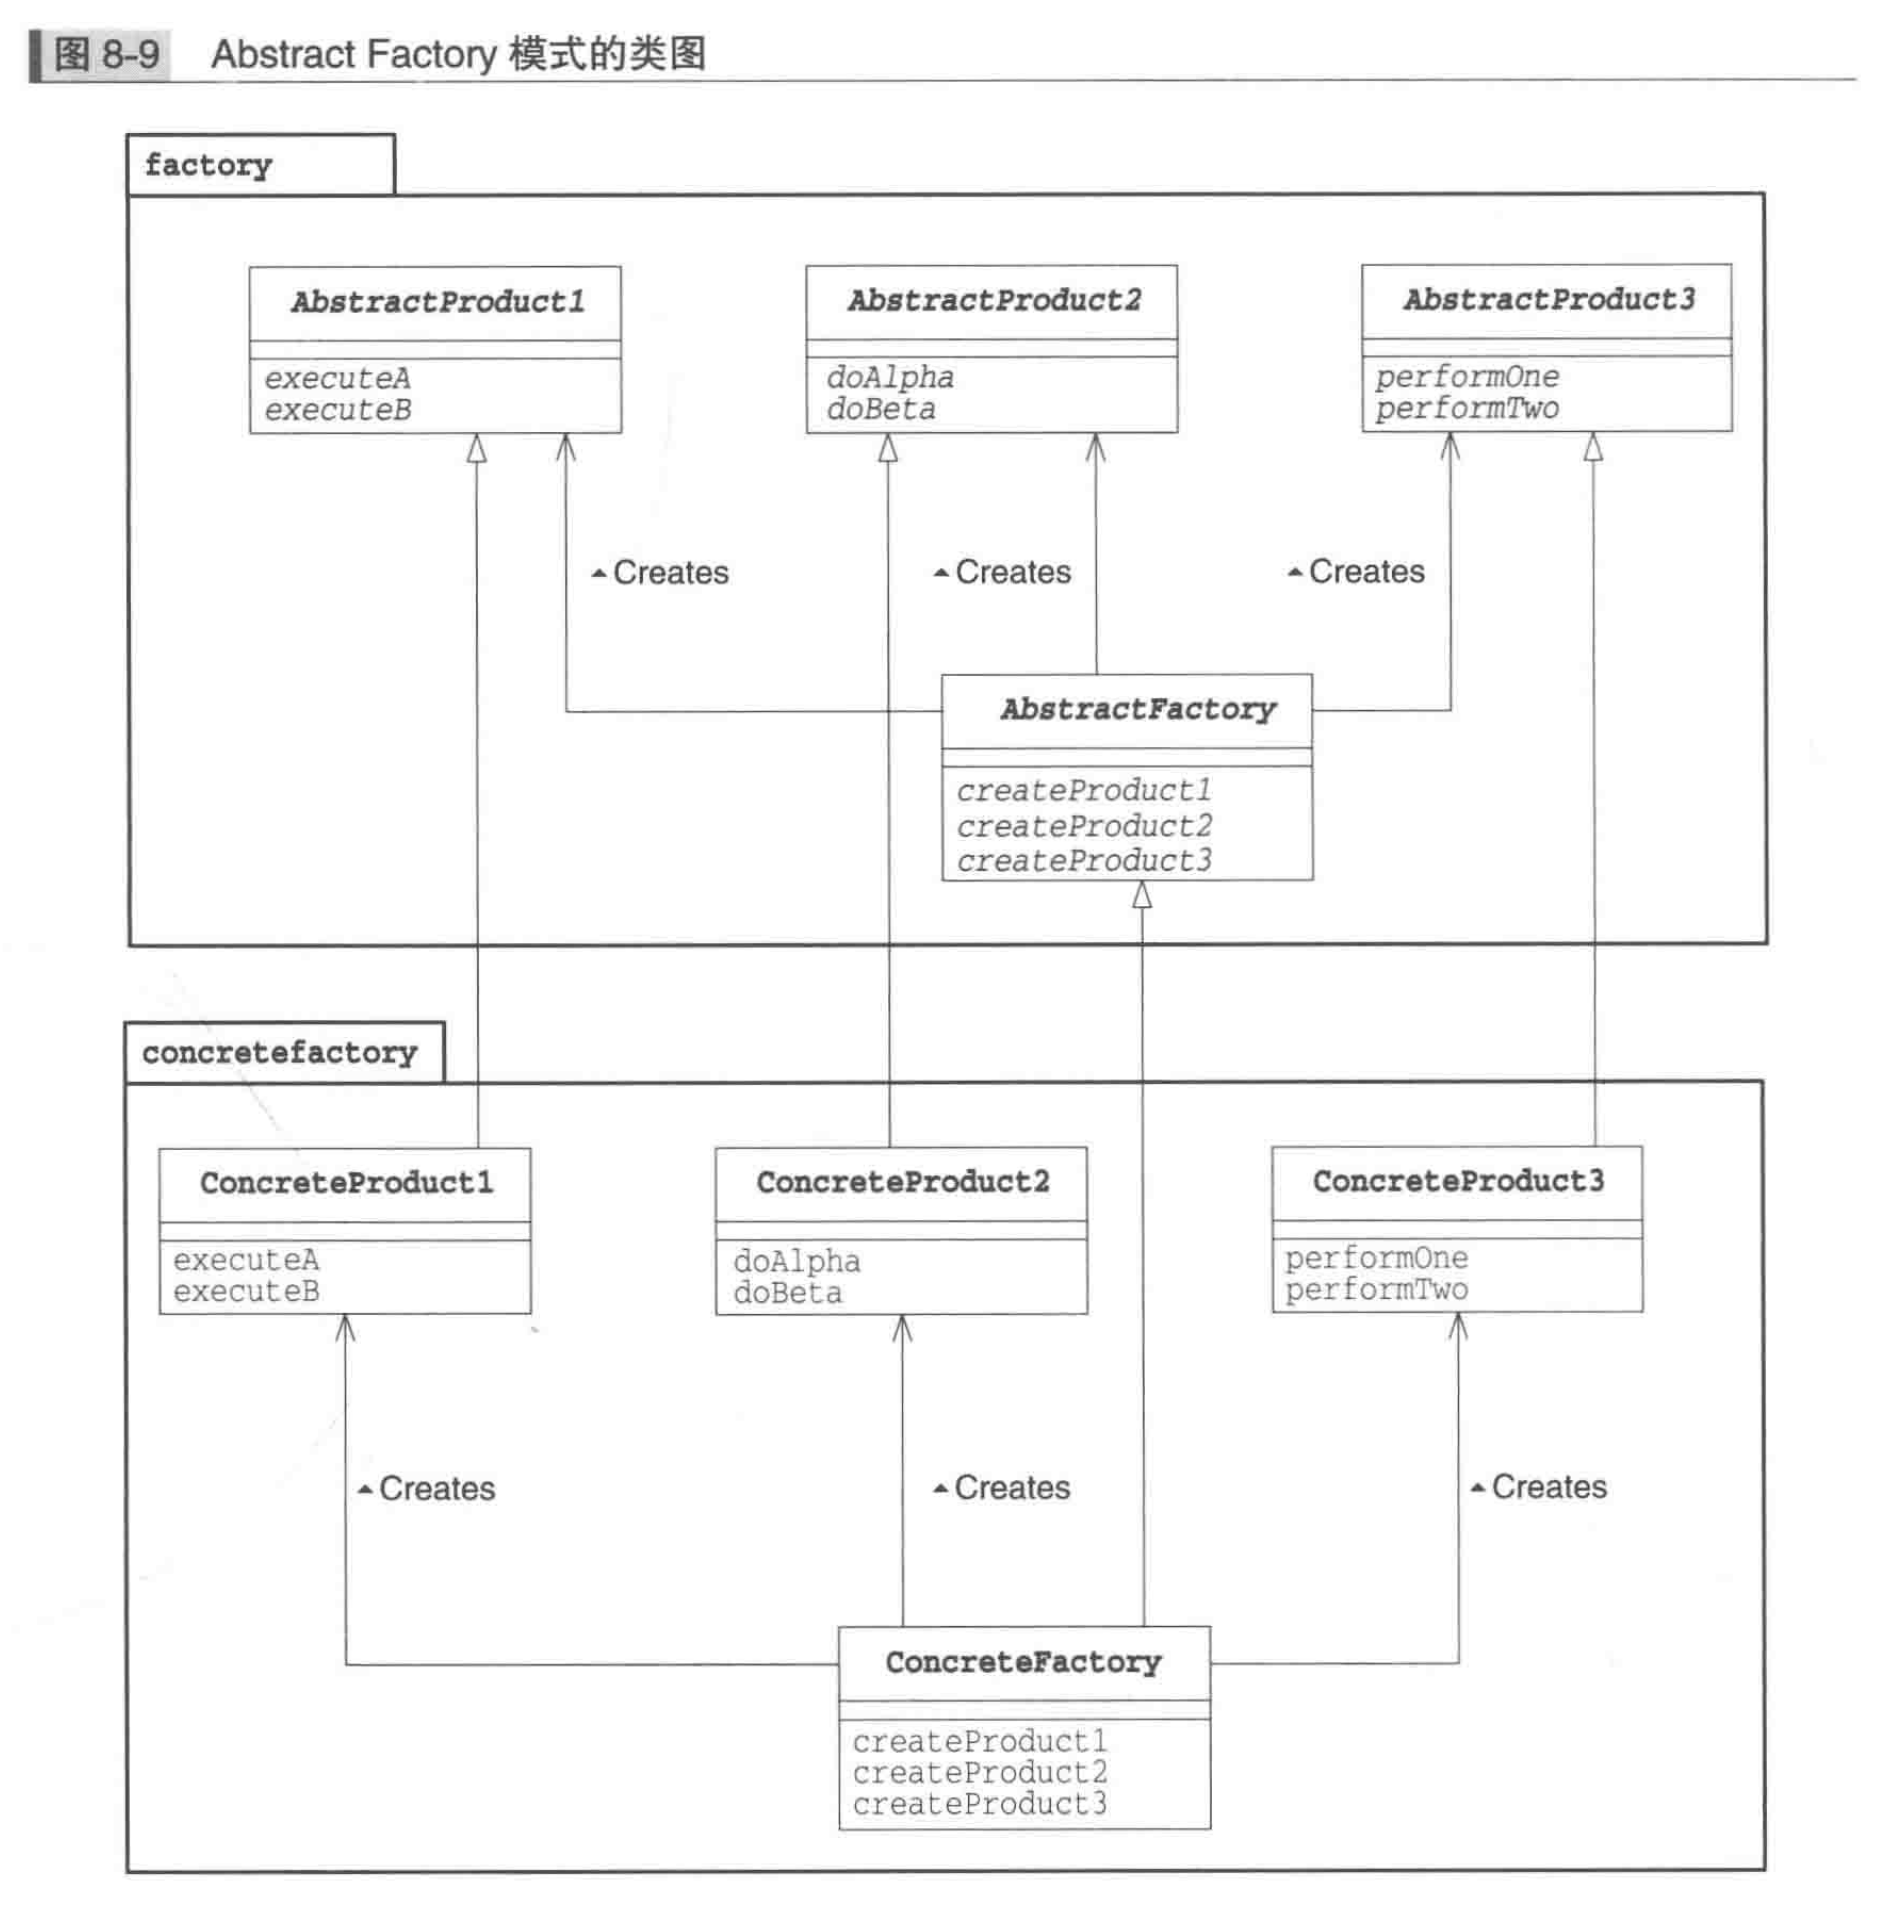 图 8-9 Abstract Factory 模式的类图
factory
AbstractProduct1
executeA
executeB
AbstractProduct2
doAlpha
doBeta
AbstractProduct3
performOne
performTwo
Creates
Creates
Creates
AbstractFactory
createProduct1
createProduct2
createProduct3
concretefactory
ConcreteProduct1
executeA
executeB
ConcreteProduct2
doAlpha
doBeta
ConcreteProduct3
performOne
performTwo
Creates
Creates
Creates
ConcreteFactory
createProduct1
createProduct2
createProduct3